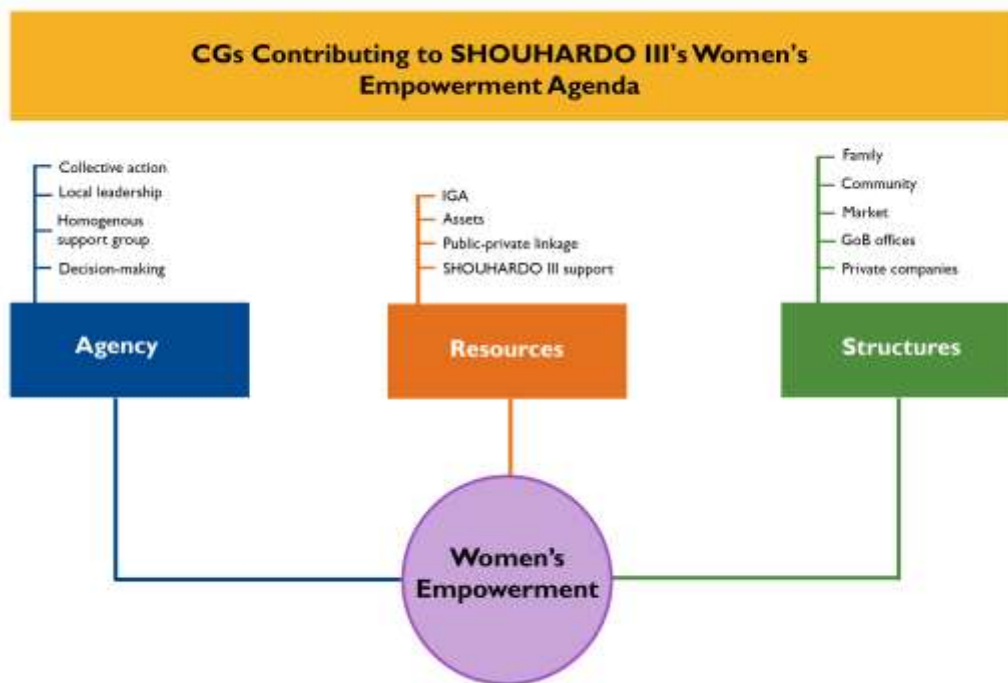 CGs Contributing to SHOUHARDO III's Women's
Empowerment Agenda
Collective action
Local leadership
Homogenous
support group
Decision-making
Agency
IGA
Assets
Public-private linkage
SHOUHARDO III support
Resources
Family
Community
Market
GoB offices
Private companies
Structures
Women's
Empowerment